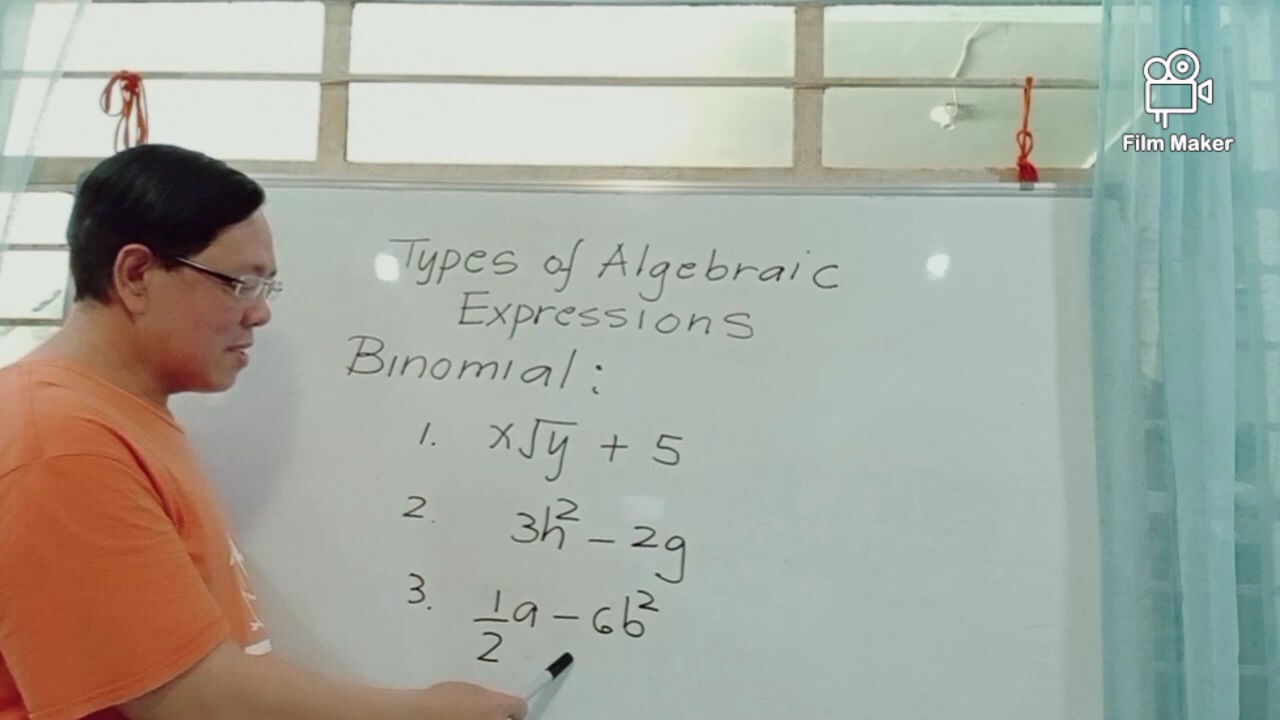 Film Maker
Types of Algebraic
Expressions
Binomial:
1. x√y + 5
2. 3h² - 2g
3. 1/2 a - 6b²